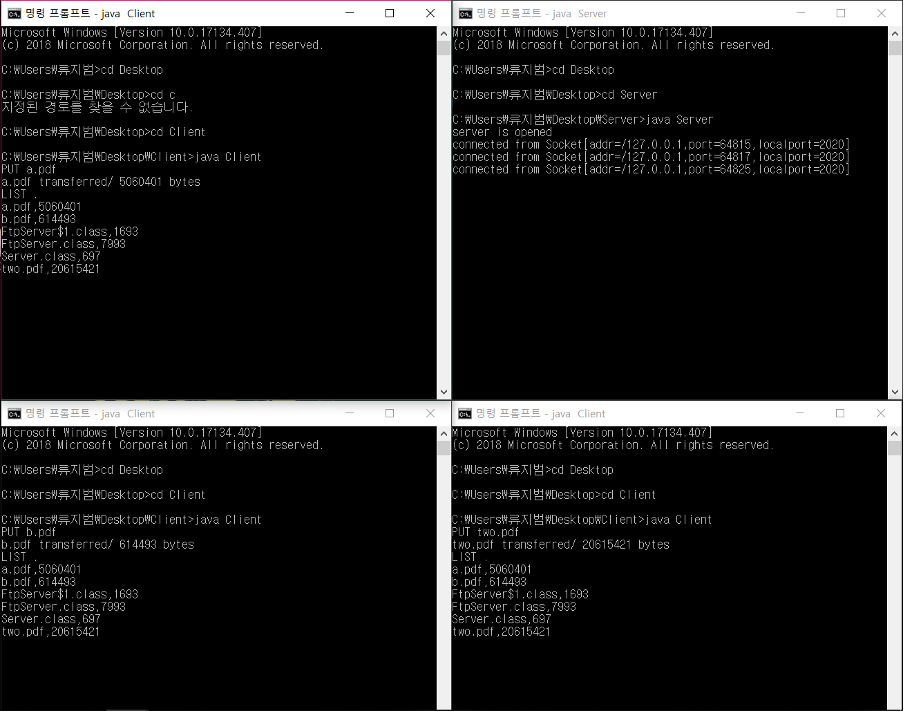 명령 프롬프트 - java Client
Microsoft Windows [Version 10.0.17134.407]
(c) 2018 Microsoft Corporation. All rights reserved.
C:\Users\류지범>cd Desktop
C:\Users\류지범\Desktop>cd c
지정된 경로를 찾을 수 없습니다.
C:\Users\류지범\Desktop>cd Client
C:\Users\류지범\Desktop\Client>java Client
PUT a.pdf
a.pdf transferred/ 5060401 bytes
LIST .
a.pdf,5060401
b.pdf,614493
FtpServer$1.class,1693
FtpServer.class,7993
Server.class,697
two.pdf,20615421
명령 프롬프트 - java Server
Microsoft Windows [Version 10.0.17134.407]
(c) 2018 Microsoft Corporation. All rights reserved.
C:\Users\류지범>cd Desktop
C:\Users\류지범\Desktop>cd Server
C:\Users\류지범\Desktop\Server>java Server
server is opened
connected from Socket[addr=/127.0.0.1,port=64815,localport=2020]
connected from Socket[addr=/127.0.0.1,port=64817,localport=2020]
connected from Socket[addr=/127.0.0.1,port=64825,localport=2020]
명령 프롬프트 - java Client
Microsoft Windows [Version 10.0.17134.407]
(c) 2018 Microsoft Corporation. All rights reserved.
C:\Users\류지범>cd Desktop
C:\Users\류지범\Desktop>cd Client
C:\Users\류지범\Desktop\Client>java Client
PUT b.pdf
b.pdf transferred/ 614493 bytes
LIST .
a.pdf,5060401
b.pdf,614493
FtpServer$1.class,1693
FtpServer.class,7993
Server.class,697
two.pdf,20615421
명령 프롬프트 - java Client
Microsoft Windows [Version 10.0.17134.407]
(c) 2018 Microsoft Corporation. All rights reserved.
C:\Users\류지범>cd Desktop
C:\Users\류지범\Desktop>cd Client
C:\Users\류지범\Desktop\Client>java Client
PUT two.pdf
two.pdf transferred/ 20615421 bytes
LIST .
a.pdf,5060401
b.pdf,614493
FtpServer$1.class,1693
FtpServer.class,7993
Server.class,697
two.pdf,20615421